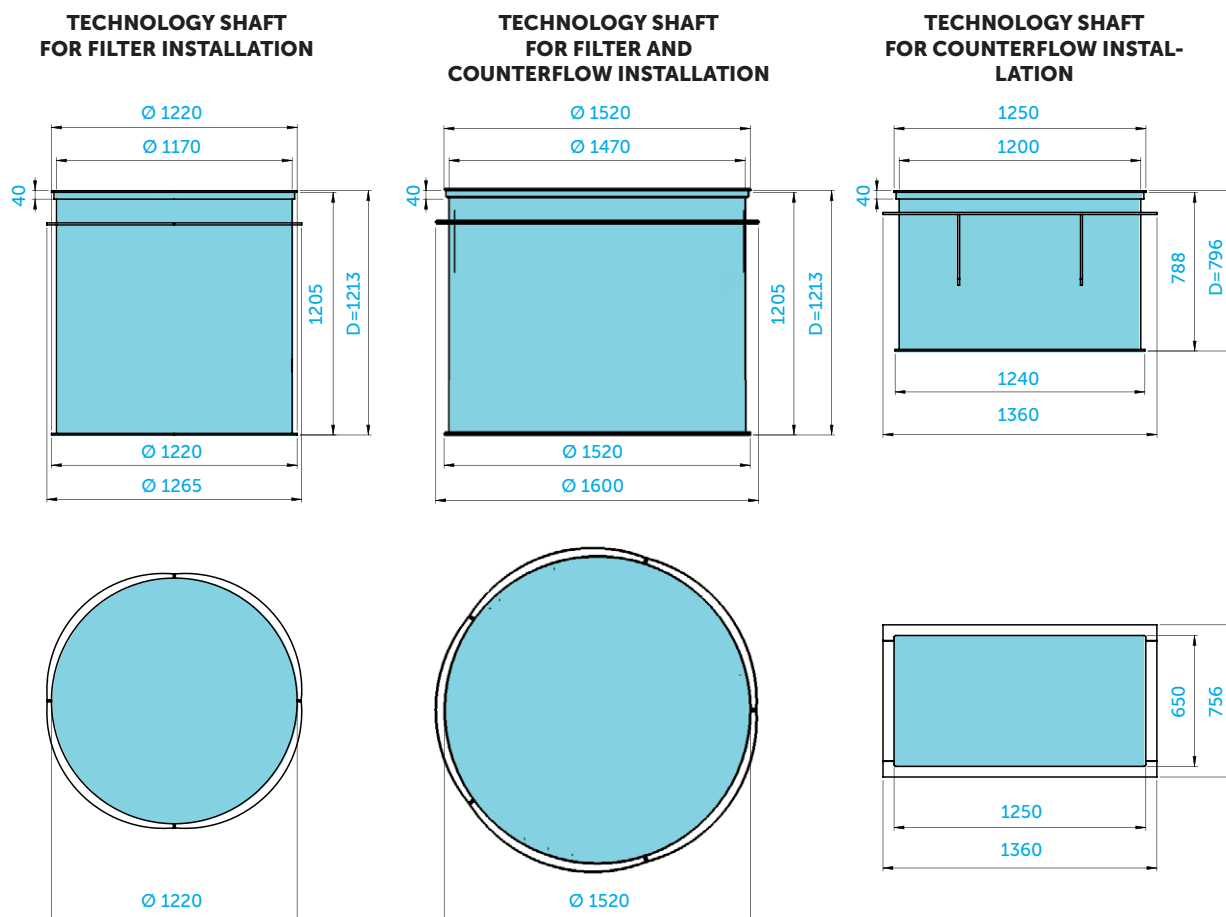 TECHNOLOGY SHAFT
FOR FILTER INSTALLATION
Ø 1220
Ø 1170
40
1205
D=1213
Ø 1220
Ø 1265
Ø 1220
TECHNOLOGY SHAFT
FOR FILTER AND
COUNTERFLOW INSTALLATION
Ø 1520
Ø 1470
40
1205
D=1213
Ø 1520
Ø 1600
Ø 1520
TECHNOLOGY SHAFT
FOR COUNTERFLOW INSTAL-
LATION
1250
1200
40
788
D=796
1240
1360
650
756
1250
1360